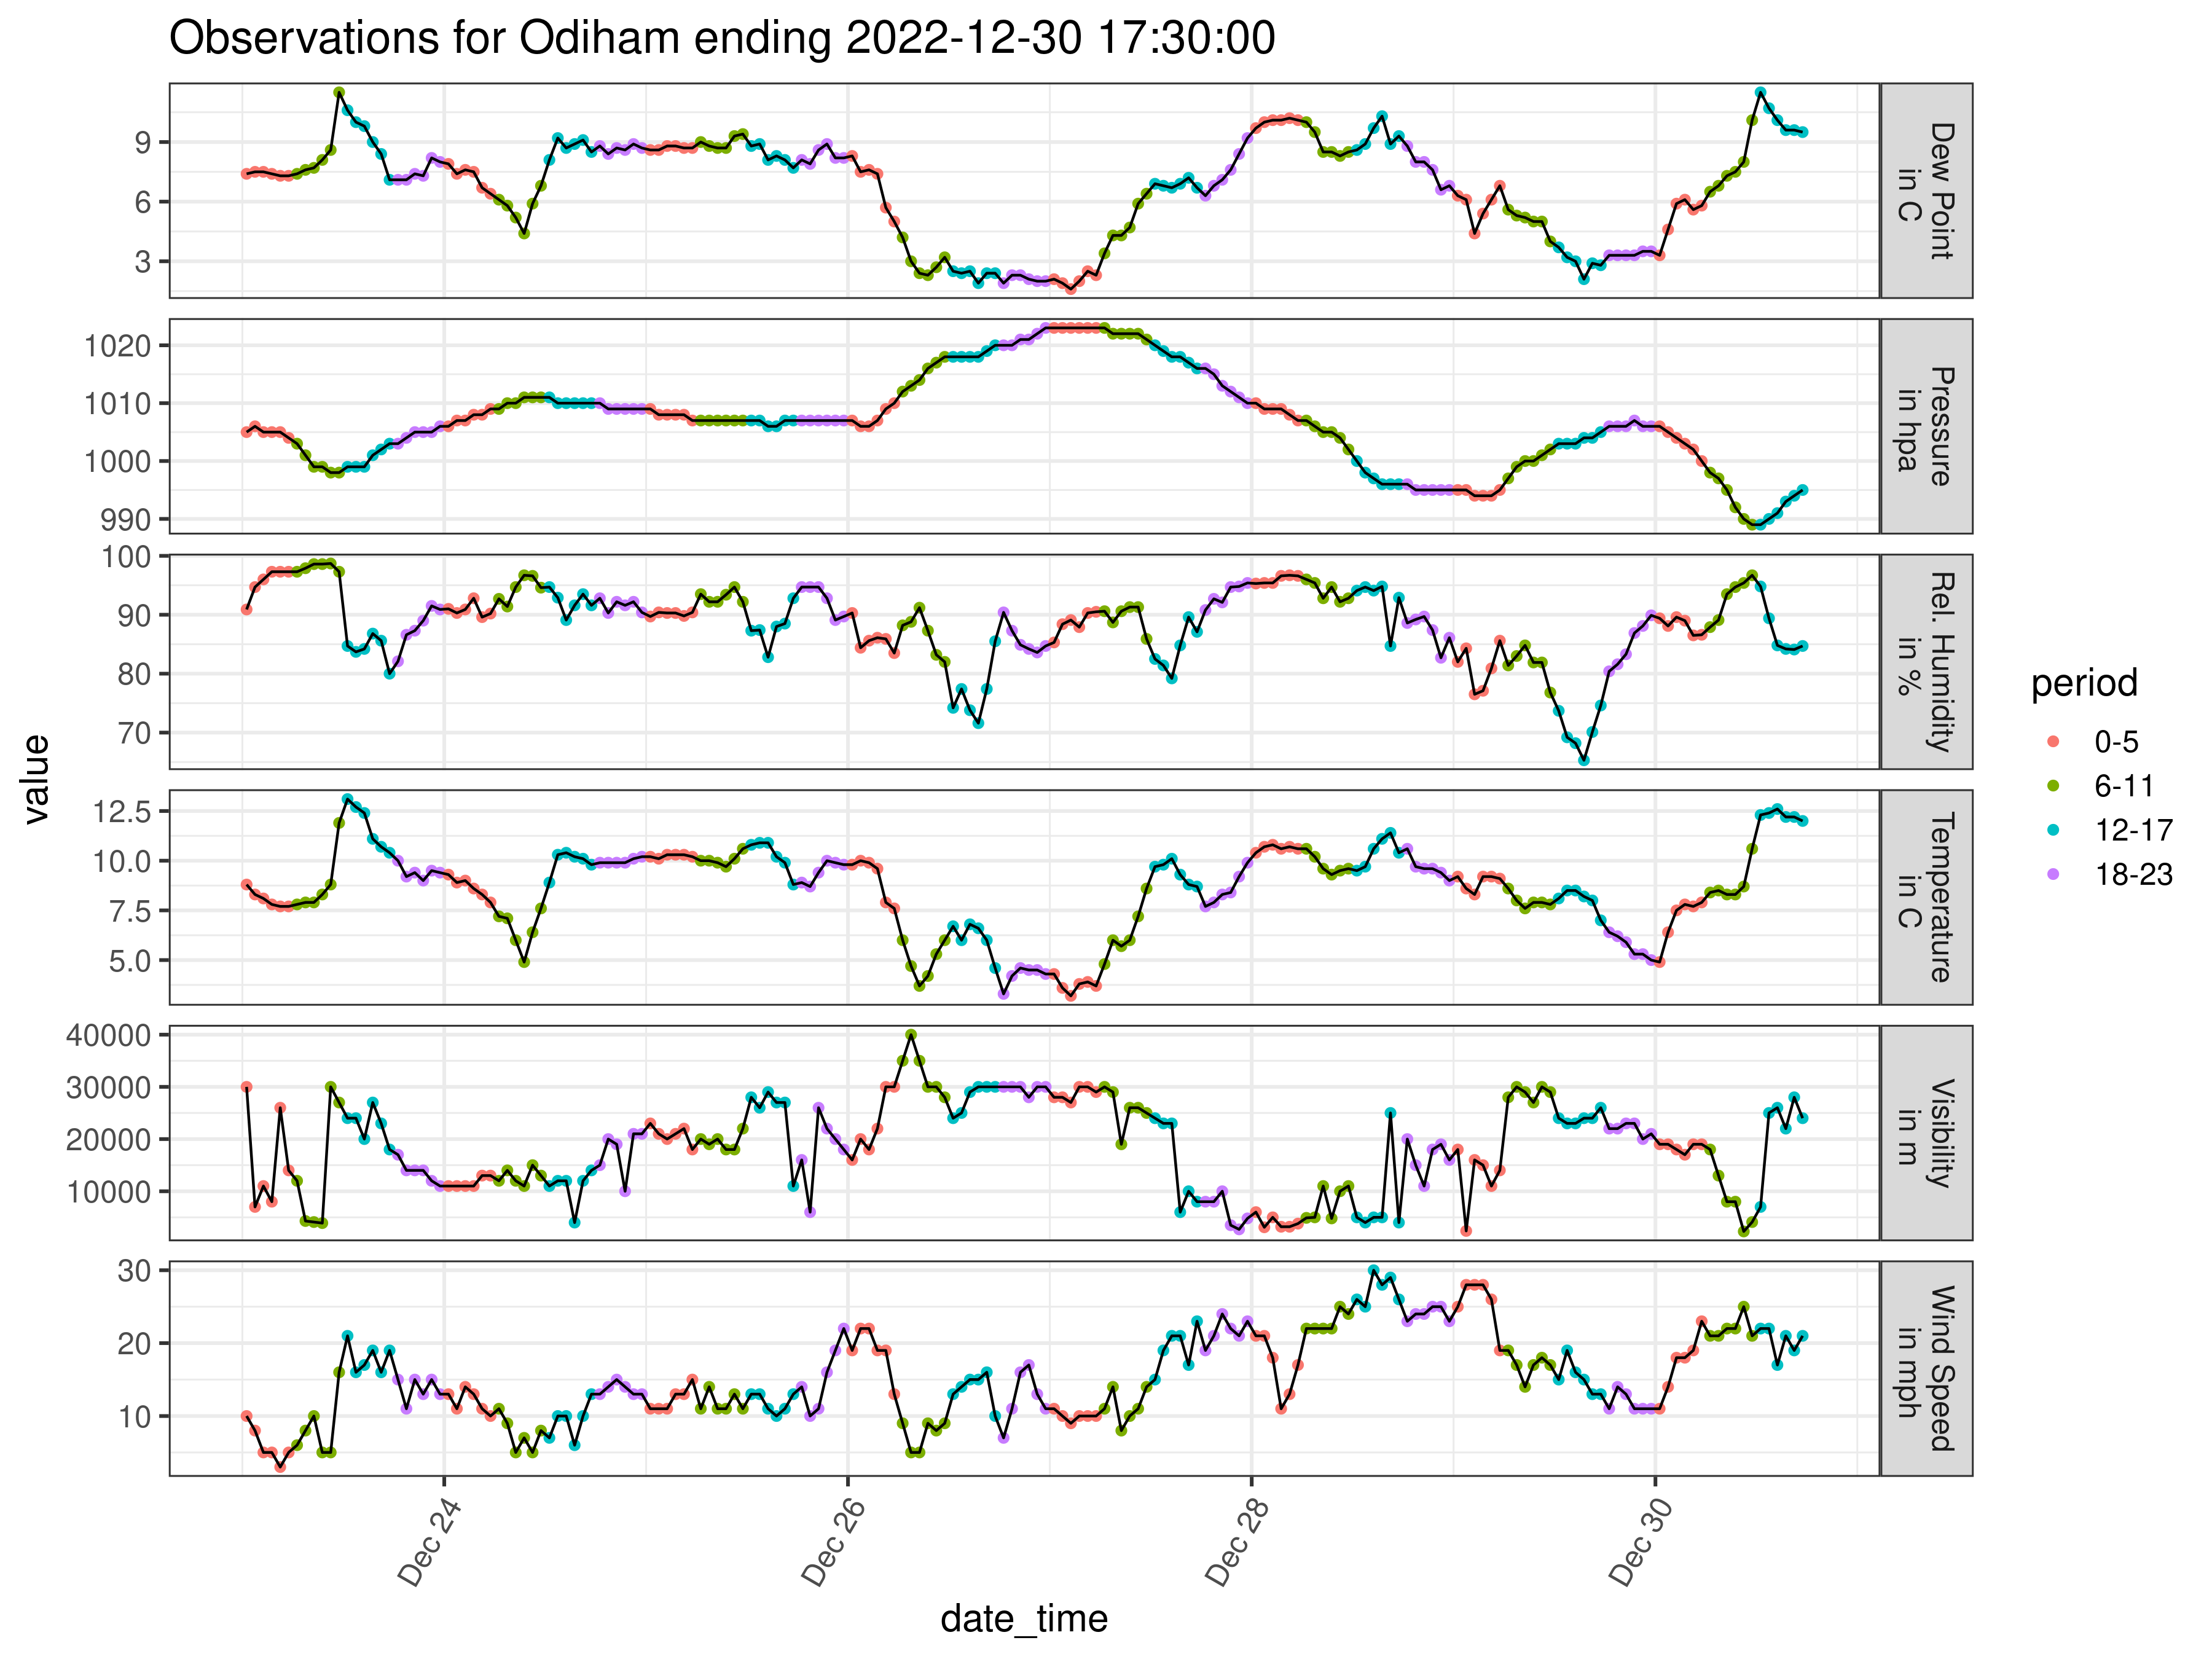 Observations for Odiham ending 2022-12-30 17:30:00
value
9
6
3
Dew Point
in C
1020
1010
1000
990
Pressure
in hpa
100
90
80
70
Rel. Humidity
in %
12.5
10.0
7.5
5.0
Temperature
in C
40000
30000
20000
10000
Visibility
in m
30
20
10
Wind Speed
in mph
Dec 24
Dec 26
Dec 28
Dec 30
date_time
period
0-5
6-11
12-17
18-23